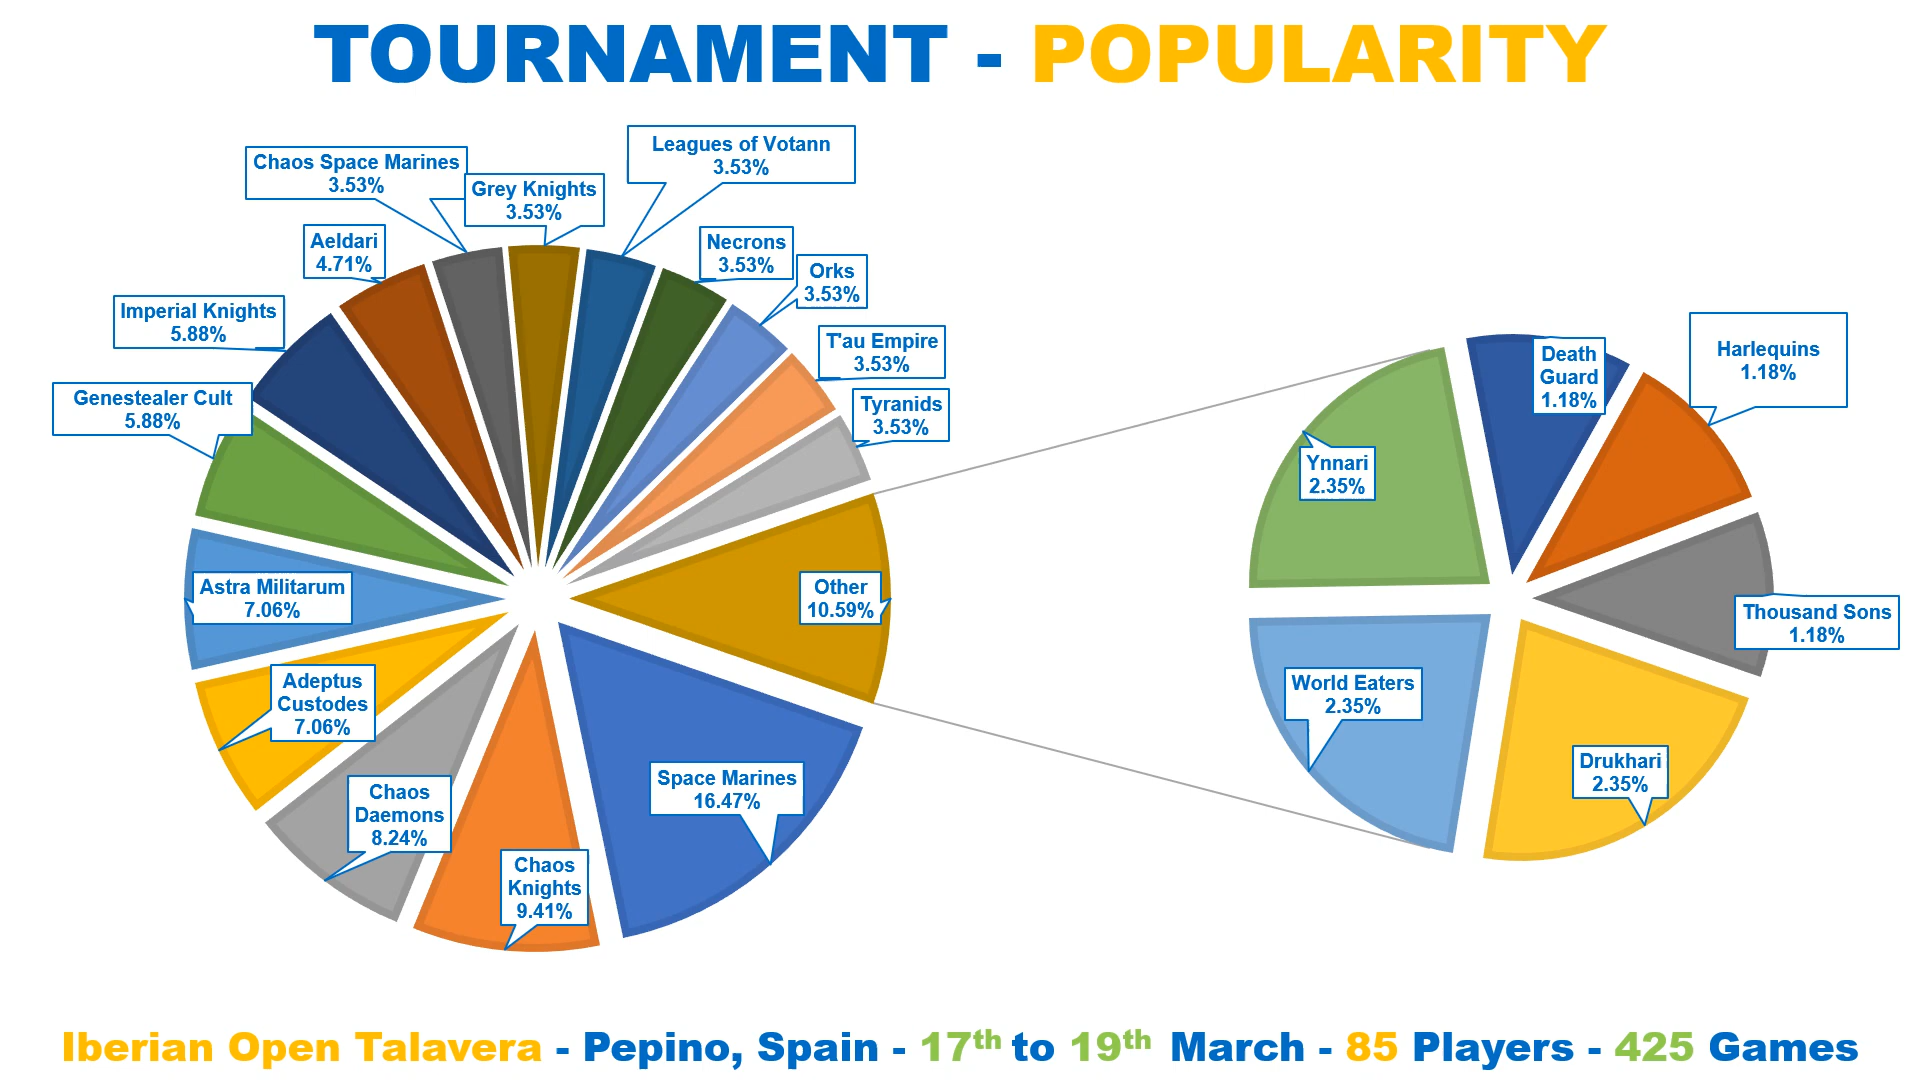 TOURNAMENT - POPULARITY
Leagues of Votann
3.53%
Chaos Space Marines
3.53%
Grey Knights
3.53%
Aeldari
4.71%
Necrons
3.53%
Orks
3.53%
Imperial Knights
5.88%
T'au Empire
3.53%
Genestealer Cult
5.88%
Tyranids
3.53%
Astra Militarum
7.06%
Other
10.59%
Adeptus
Custodes
7.06%
Chaos
Daemons
8.24%
Space Marines
16.47%
Chaos
Knights
9.41%
Death
Guard
1.18%
Harlequins
1.18%
Ynnari
2.35%
Thousand Sons
1.18%
World Eaters
2.35%
Drukhari
2.35%
Iberian Open Talavera - Pepino, Spain - 17th to 19th March - 85 Players - 425 Games